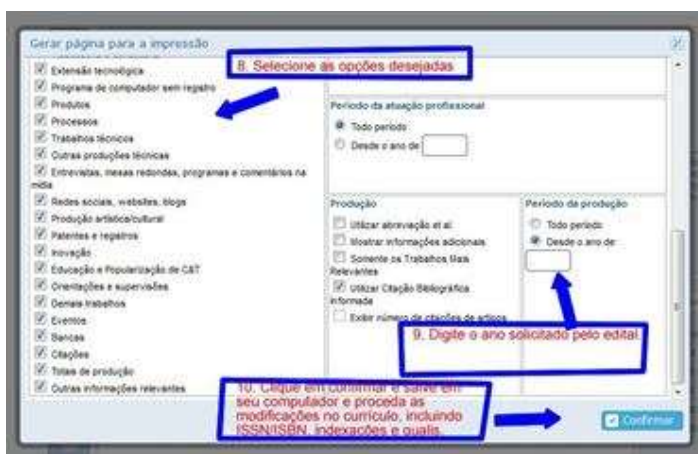 Gerar página para a impressão
8. Selecione as opções desejadas
Extensão tecnológica
Programa de computador sem registro
Produtos
Processos
Trabalhos técnicos
Outras produções técnicas
Entrevistas, mesas redondas, programas e comentários na
mídia
Redes sociais, websites, blogs
Produção artística/cultural
Patentes e registros
Inovação
Educação e Popularização de C&T
Orientações e supervisões
Demais trabalhos
Eventos
Bancas
Citações
Totais de produção
Outras informações relevantes
Período da atuação profissional
Todo período
Desde o ano de
Produção
Utilizar abreviação et al.
Mostrar informações adicionais
Somente os Trabalhos Mais
Relevantes
Utilizar Citação Bibliográfica
Informada
Exibir número de citações de artigos
Período da produção
Todo período
Desde o ano de
9. Digite o ano solicitado pelo edital.
10. Clique em confirmar e salve em
seu computador e proceda as
modificações no currículo, incluindo
ISSN/ISBN, indexações e qualis.
Confirmar